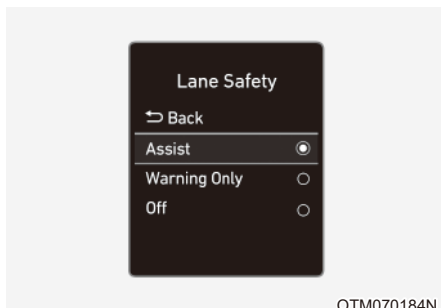 Lane Safety
Back
Assist
Warning Only
Off
OTM070184N